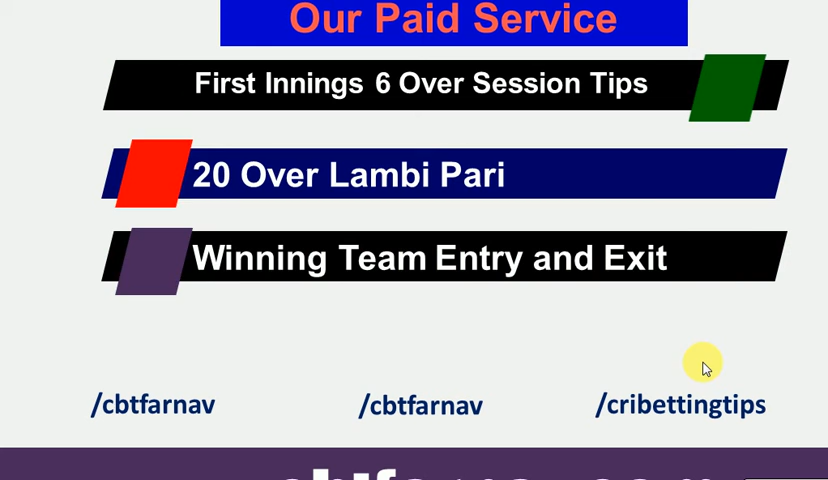 Our Paid Service
First Innings 6 Over Session Tips
20 Over Lambi Pari
Winning Team Entry and Exit
/cbtfarnav
/cbtfarnav
/cribettingtips